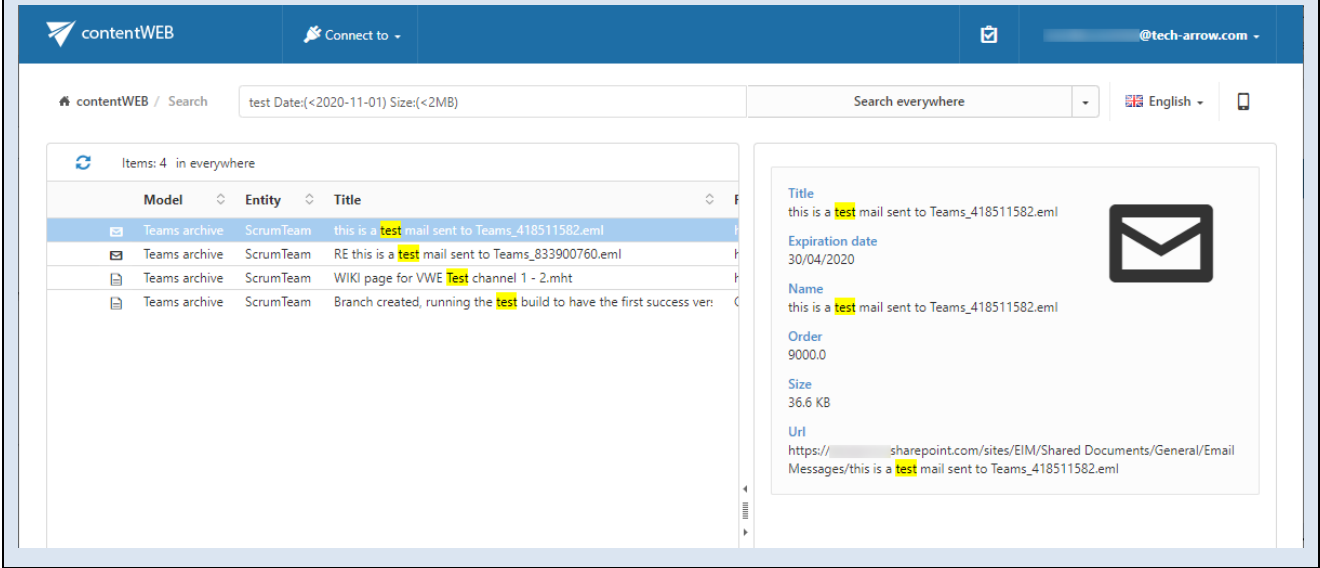 contentWEB
Connect to
@tech-arrow.com
contentWEB / Search
test Date:(<2020-11-01) Size:(<2MB)
Search everywhere
English
Items: 4 in everywhere
Model Entity Title
Teams archive ScrumTeam this is a test mail sent to Teams_418511582.eml
Teams archive ScrumTeam RE this is a test mail sent to Teams_833900760.eml
Teams archive ScrumTeam WIKI page for VWE Test channel 1 - 2.mht
Teams archive ScrumTeam Branch created, running the test build to have the first success
Title
this is a test mail sent to Teams_418511582.eml
Expiration date
30/04/2020
Name
this is a test mail sent to Teams_418511582.eml
Order
9000.0
Size
36.6 KB
Url
https:// sharepoint.com/sites/EIM/Shared Documents/General/Email
Messages/this is a test mail sent to Teams_418511582.eml